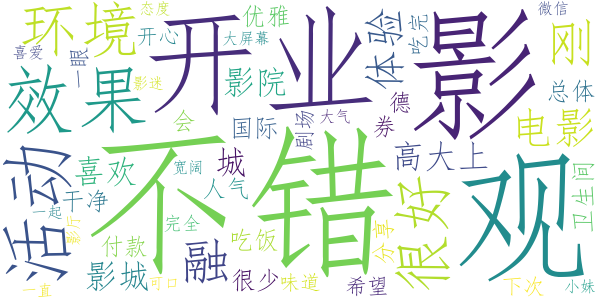 态度
优雅
微信
环境
开业
影
刚
开心
大屏幕
体验
吃完
喜爱
一眼
效果
影迷
影院
德
总体
国际
剧场
大气
券
电影
会
不错
观
活动
喜欢
宽阔
城
高大上
卫生间
干净
人气
融
很好
一起
完全
分享
影厅
付款
吃饭
影城
很少
味道
希望
下次
小妹
一直
可口